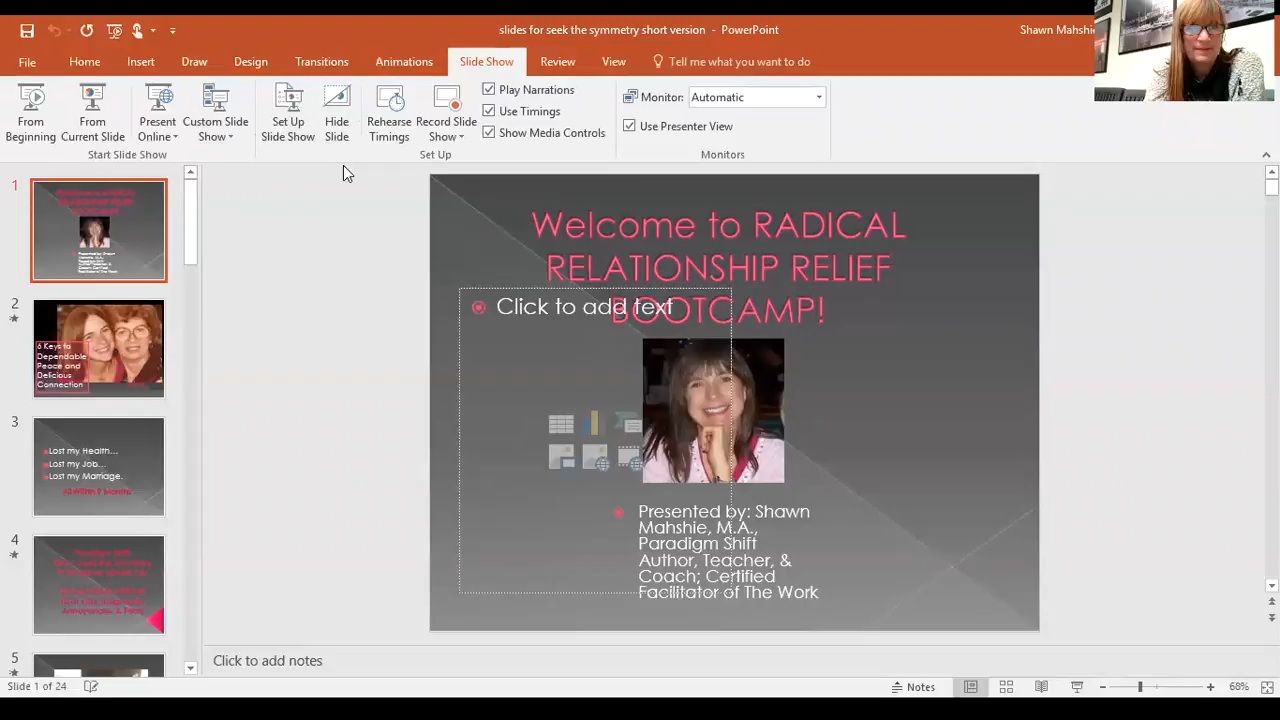 slides for seek the symmetry short version - PowerPoint
Shawn Mahshie
File Home Insert Draw Design Transitions Animations Slide Show Review View Tell me what you want to do
From Beginning
From Current Slide
Present Online
Custom Slide Show
Set Up Slide Show
Hide Slide
Rehearse Timings
Record Slide Show
Play Narrations
Use Timings
Show Media Controls
Monitor: Automatic
Use Presenter View
Start Slide Show
Set Up
Monitors
1
2
6 Keys to
Dependable
Peace and
Delicious
Connection
3
Lost my Health...
Lost my Job...
Lost my Marriage.
4
5
Welcome to RADICAL
RELATIONSHIP RELIEF
BOOTCAMP!
Click to add text
Presented by: Shawn
Mahshie, M.A.,
Paradigm Shift
Author, Teacher, &
Coach; Certified
Facilitator of The Work
Click to add notes
Slide 1 of 24
Notes
68%